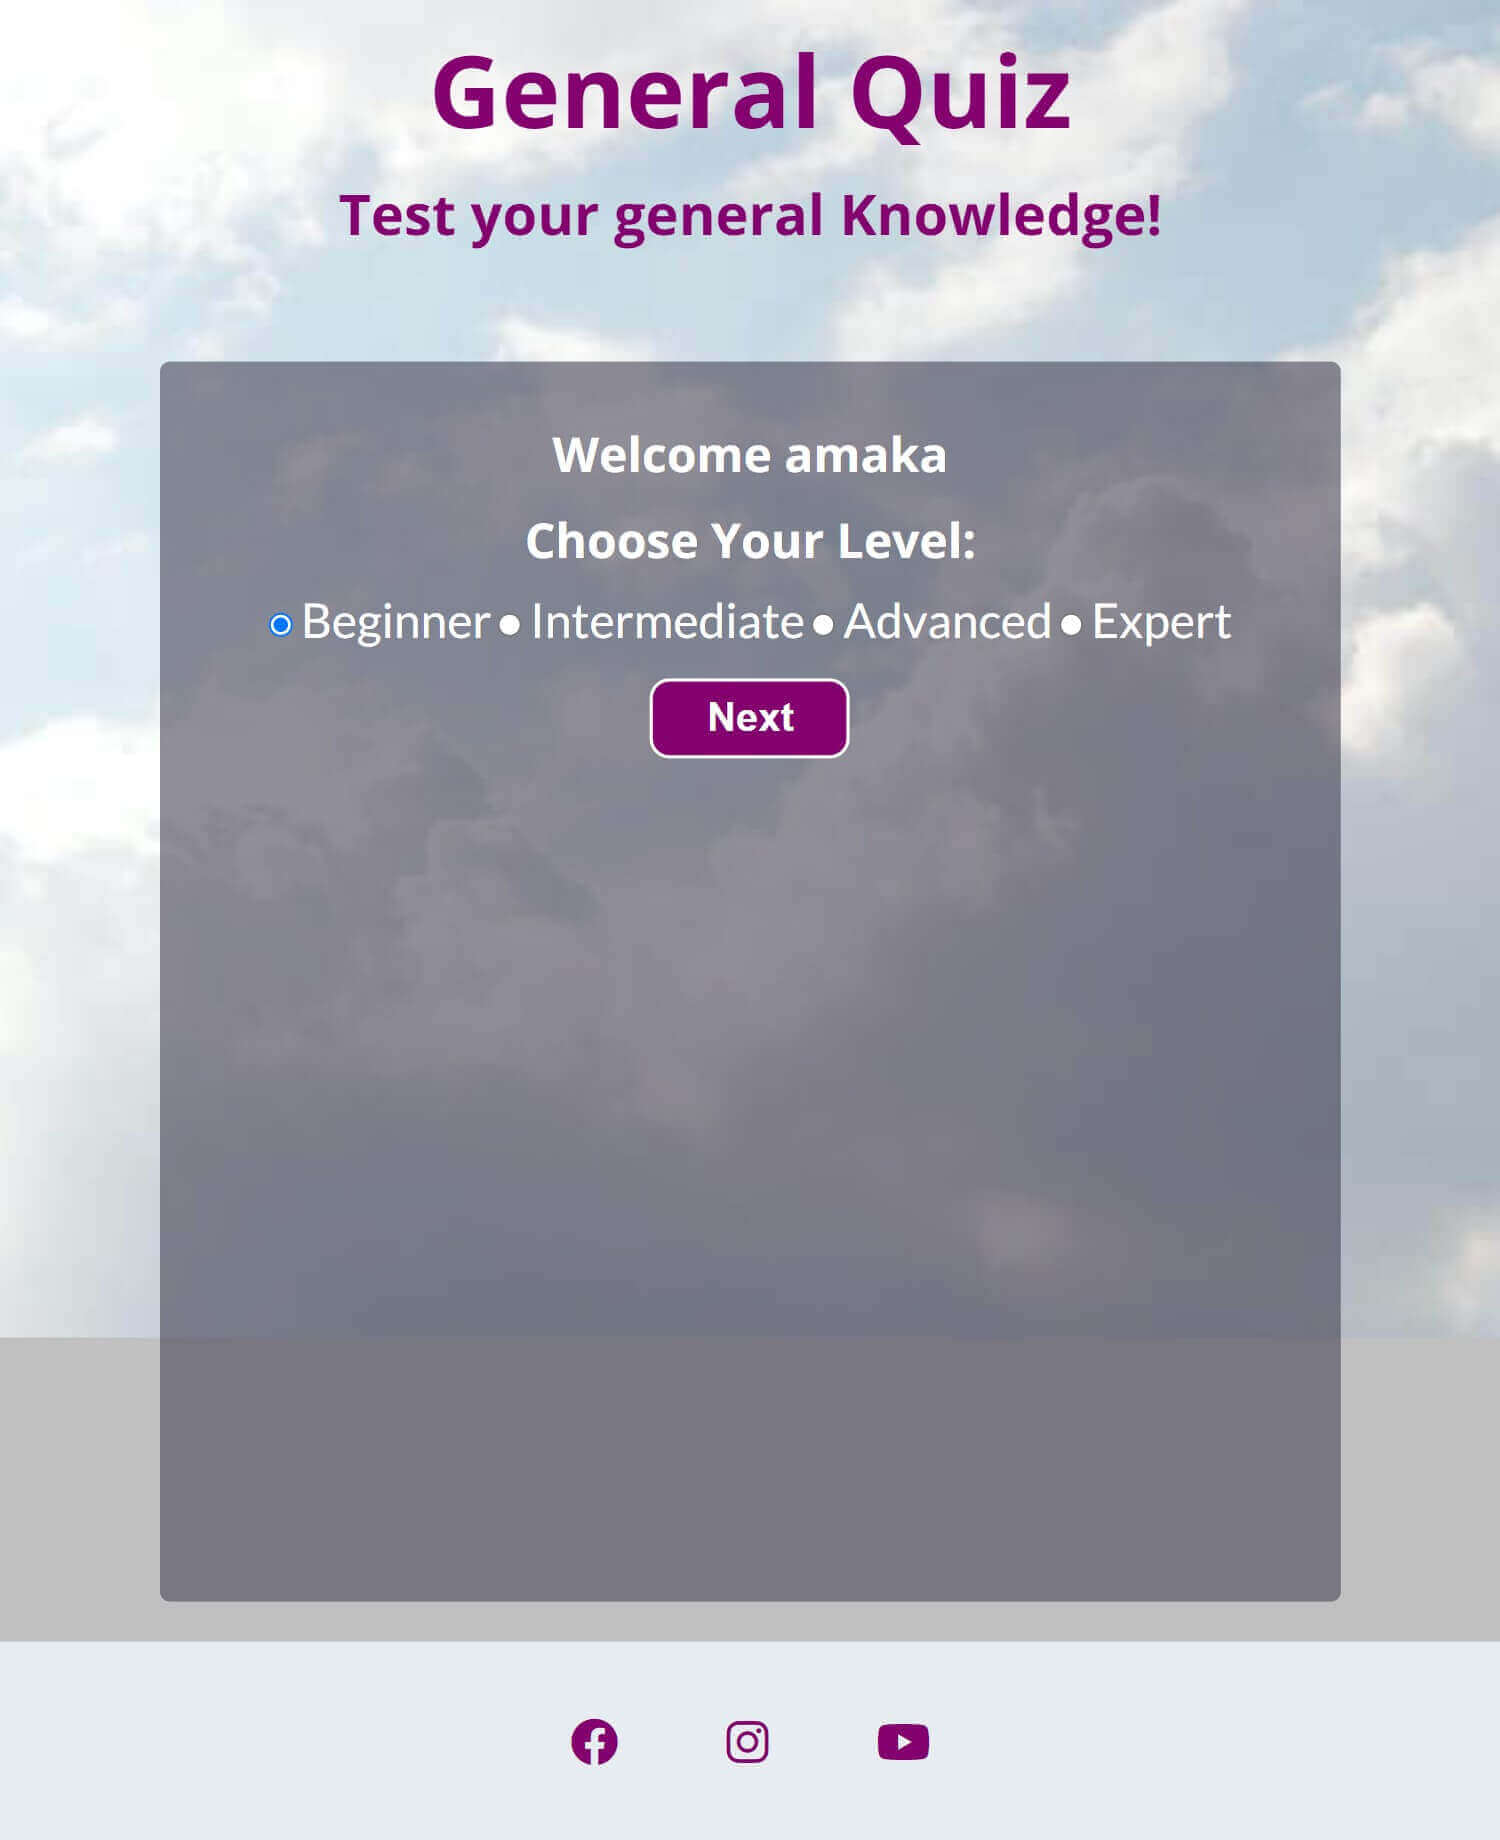 General Quiz
Test your general Knowledge!
Welcome amaka
Choose Your Level:
Beginner Intermediate Advanced Expert
Next